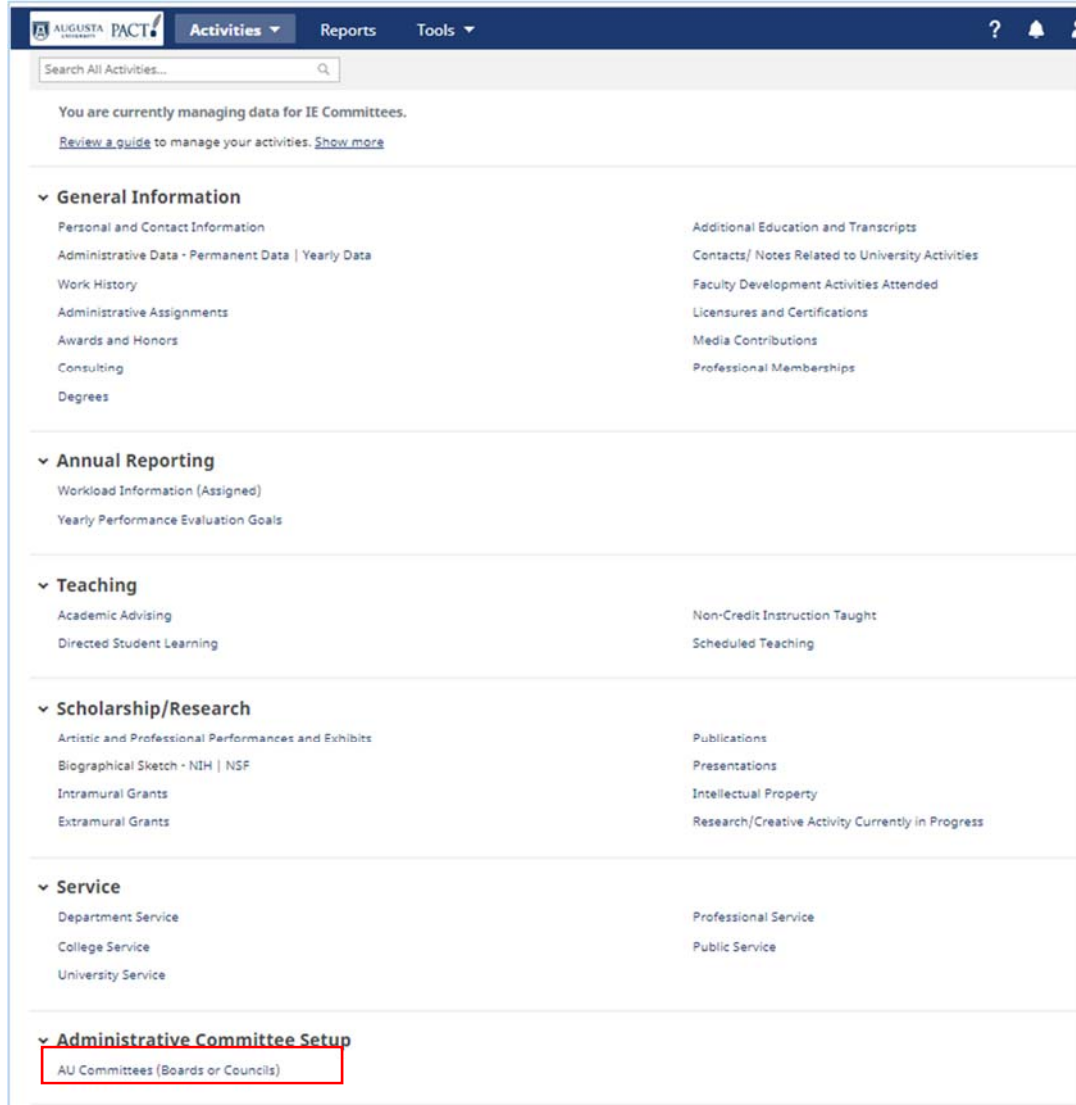 AUGUSTA UNIVERSITY PACT! Activities Reports Tools ?
Search All Activities...
You are currently managing data for IE Committees.
Review a guide to manage your activities. Show more
General Information
Personal and Contact Information
Administrative Data - Permanent Data | Yearly Data
Work History
Administrative Assignments
Awards and Honors
Consulting
Degrees
Additional Education and Transcripts
Contacts/ Notes Related to University Activities
Faculty Development Activities Attended
Licensures and Certifications
Media Contributions
Professional Memberships
Annual Reporting
Workload Information (Assigned)
Yearly Performance Evaluation Goals
Teaching
Academic Advising
Directed Student Learning
Non-Credit Instruction Taught
Scheduled Teaching
Scholarship/Research
Artistic and Professional Performances and Exhibits
Biographical Sketch - NIH | NSF
Intramural Grants
Extramural Grants
Publications
Presentations
Intellectual Property
Research/Creative Activity Currently in Progress
Service
Department Service
College Service
University Service
Professional Service
Public Service
Administrative Committee Setup
AU Committees (Boards or Councils)